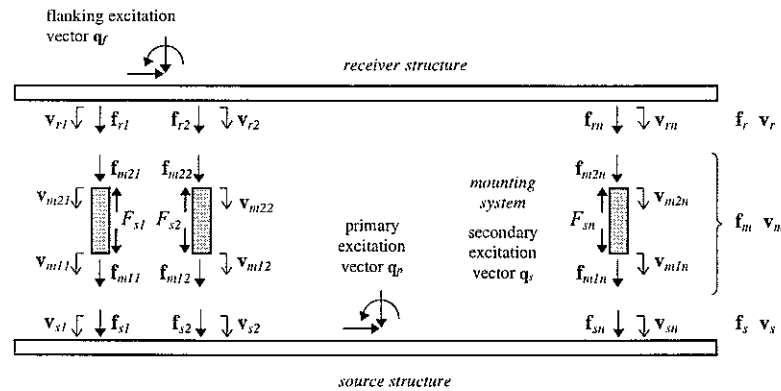 flanking excitation
vector q_f
receiver structure
v_r1 f_r1 f_r2 v_r2 f_rn v_rn f_r v_r
f_m21 f_m22 f_m2n
v_m21 F_s1 F_s2 v_m22 mounting system F_sn v_m2n
primary excitation vector q_p
secondary excitation vector q_s
f_m v_m
v_m11 f_m11 f_m12 v_m12 f_m1n v_m1n
v_s1 f_s1 f_s2 v_s2 f_sn v_sn f_s v_s
source structure